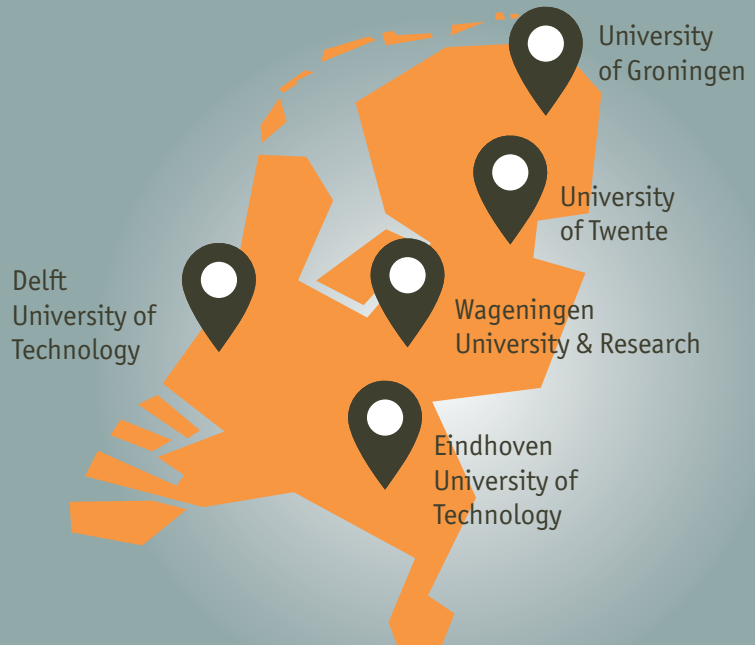 University
of Groningen
University
of Twente
Delft
University of
Technology
Wageningen
University & Research
Eindhoven
University of
Technology